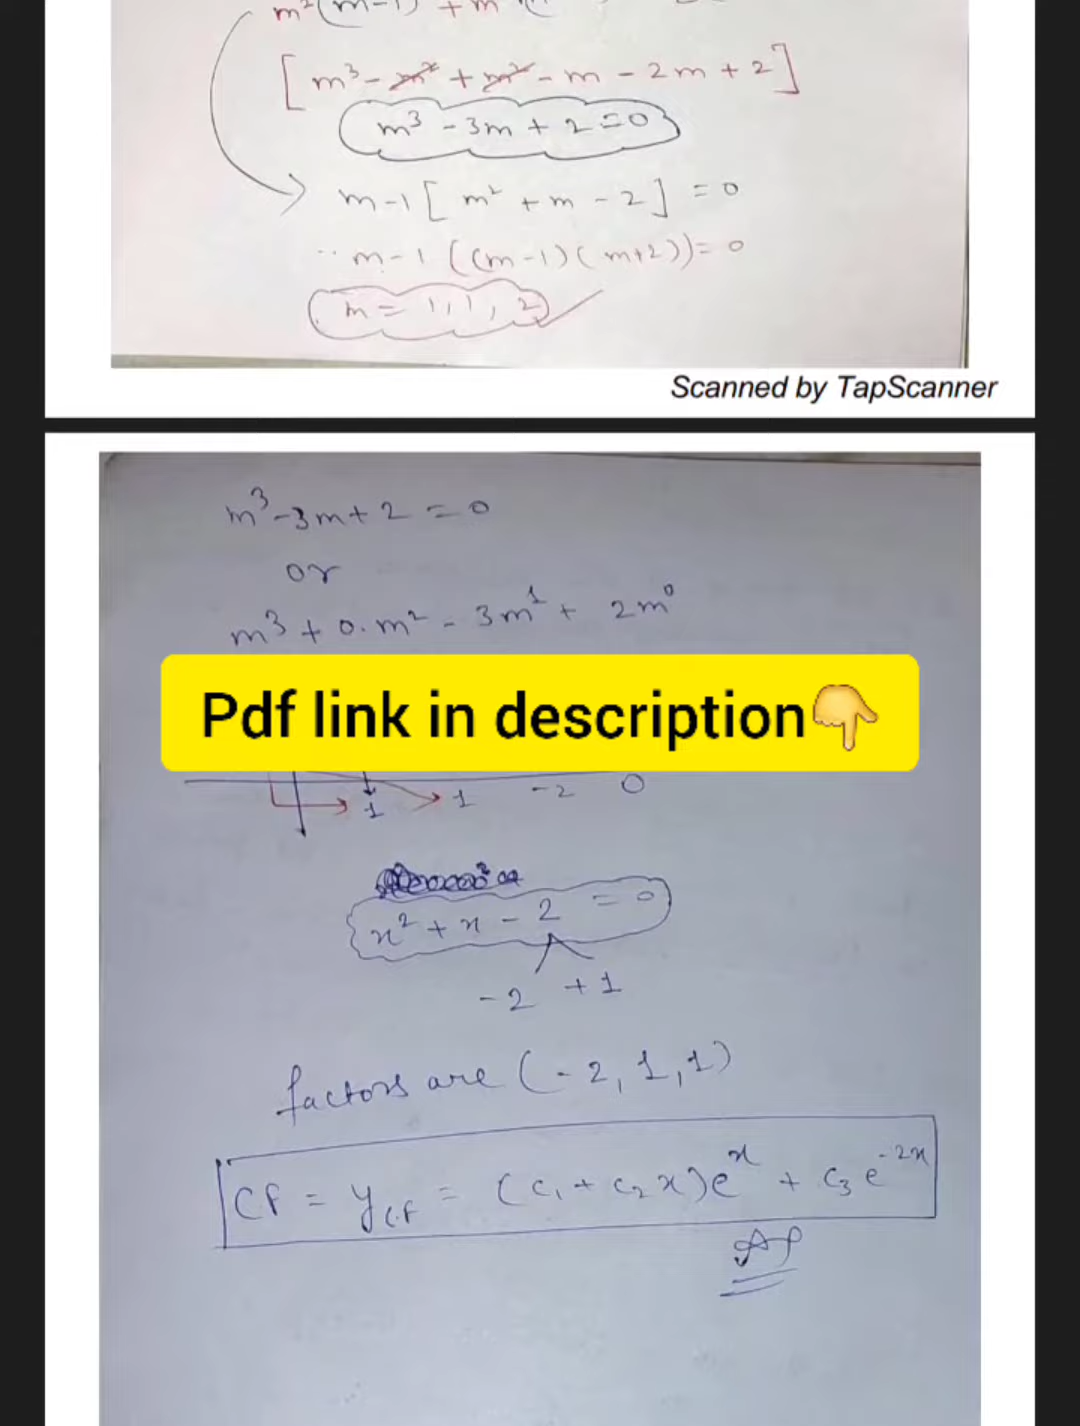 m²(m-1) + m
[m³ - m² + m² - m - 2m + 2]
m³ - 3m + 2 = 0
m-1 [m² + m - 2] = 0
m-1 ((m-1)(m+2)) = 0
m = 1, 1, 2
Scanned by TapScanner
m³ - 3m + 2 = 0
or
m³ + 0.m² - 3m¹ + 2m⁰
Pdf link in description👇
1 1 -2 0
x² + x - 2 = 0
-2 +1
factors are (-2, 1, 1)
CF = y_C.F = (c₁ + c₂x)eˣ + c₃e⁻²ˣ